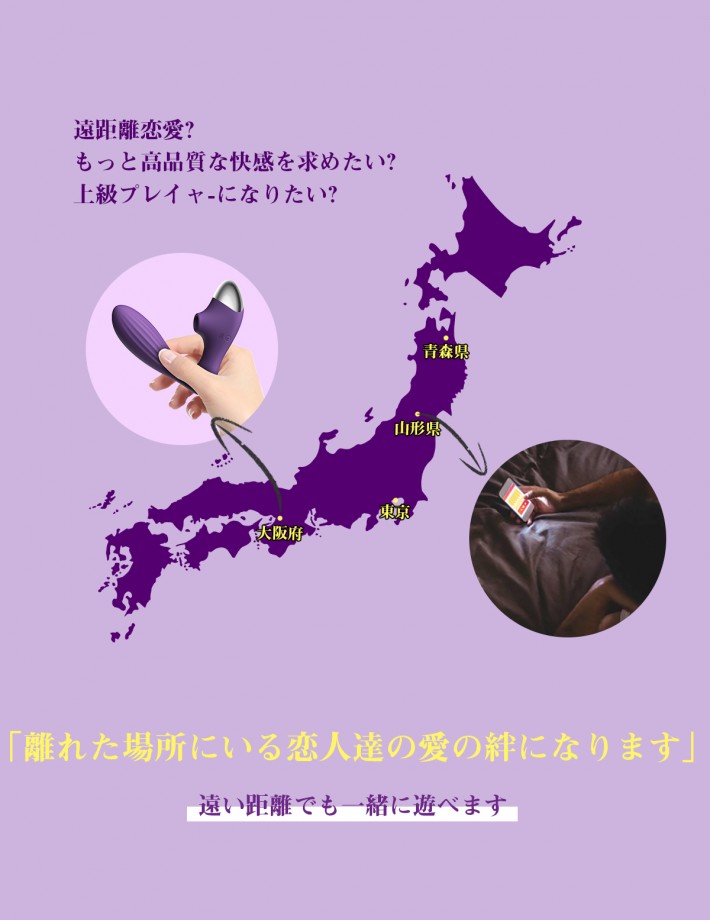 遠距離恋愛?
もっと高品質な快感を求めたい?
上級プレイャ-になりたい?
青森県
山形県
東京
大阪府
「離れた場所にいる恋人達の愛の絆になります」
遠い距離でも一緒に遊べます